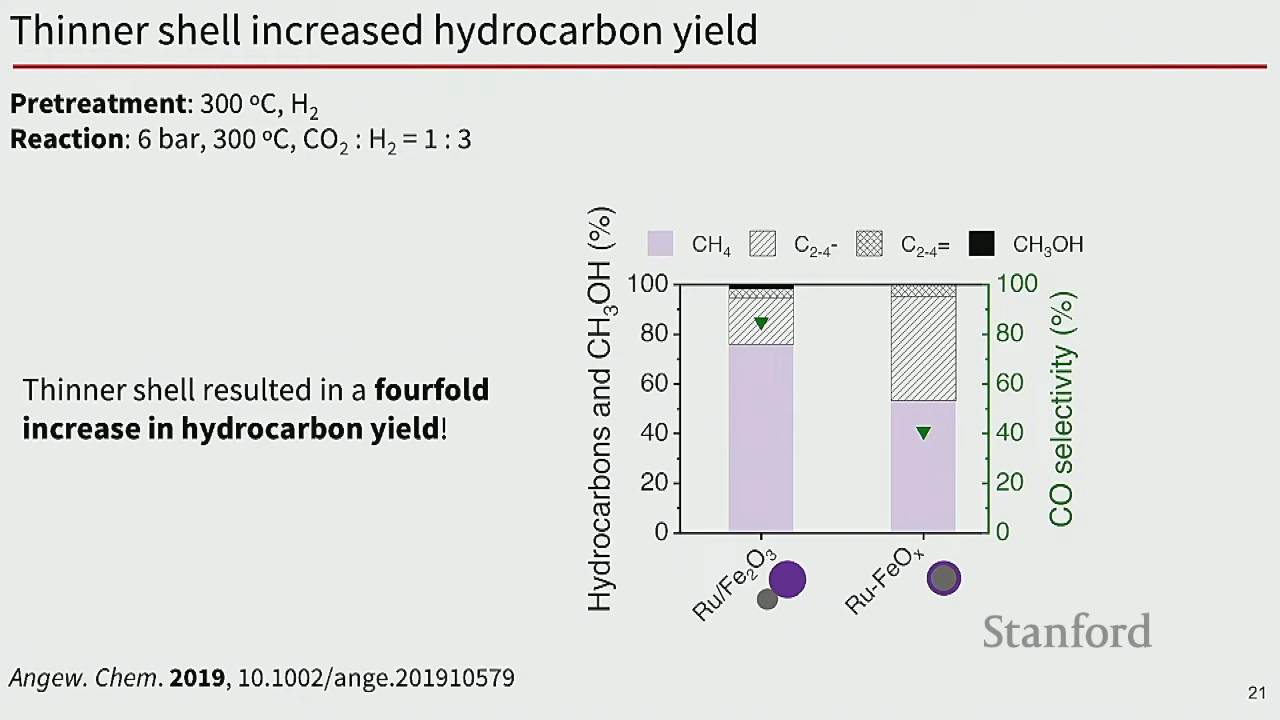 Thinner shell increased hydrocarbon yield
Pretreatment: 300 ºC, H₂
Reaction: 6 bar, 300 ºC, CO₂ : H₂ = 1 : 3
Thinner shell resulted in a fourfold
increase in hydrocarbon yield!
Hydrocarbons and CH₃OH (%)
CH₄ C₂₋₄- C₂₋₄= CH₃OH
100
80
60
40
20
0
100
80
60
40
20
0
CO selectivity (%)
Ru/Fe₂O₃
Ru-FeOₓ
Stanford
Angew. Chem. 2019, 10.1002/ange.201910579
21